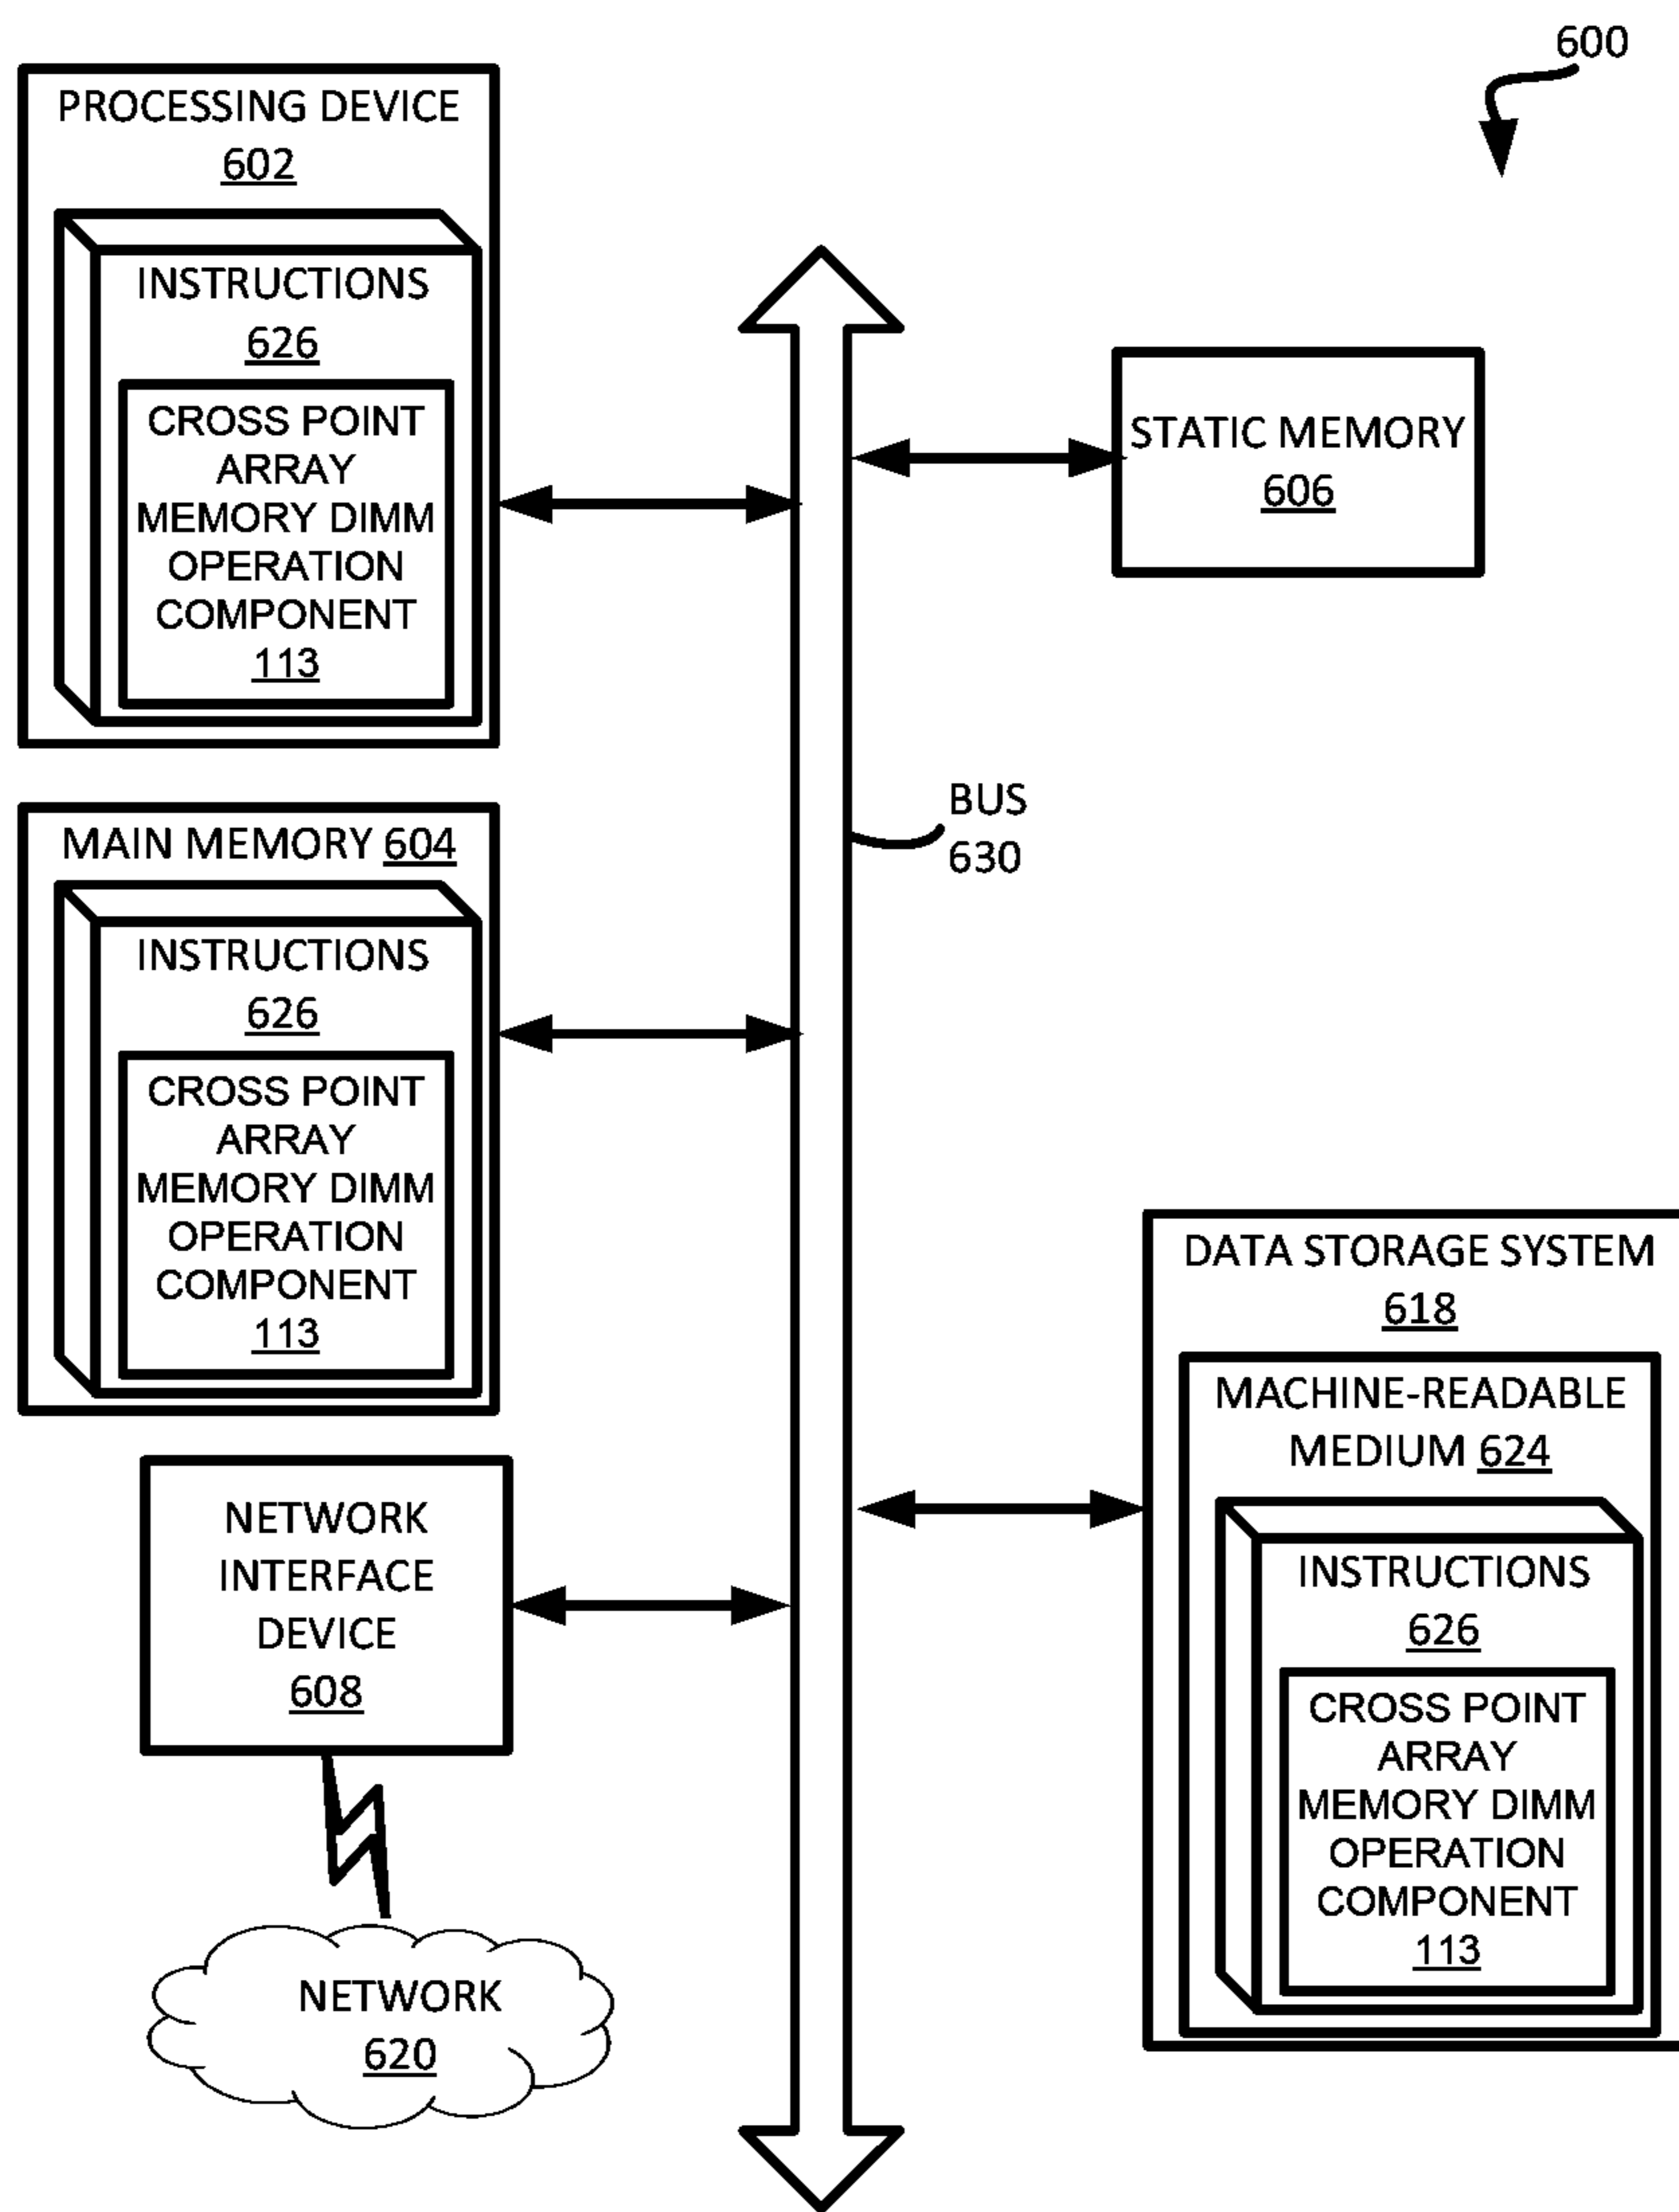 600
PROCESSING DEVICE
602
INSTRUCTIONS
626
CROSS POINT
ARRAY
MEMORY DIMM
OPERATION
COMPONENT
113
STATIC MEMORY
606
BUS
630
MAIN MEMORY 604
INSTRUCTIONS
626
CROSS POINT
ARRAY
MEMORY DIMM
OPERATION
COMPONENT
113
DATA STORAGE SYSTEM
618
MACHINE-READABLE
MEDIUM 624
INSTRUCTIONS
626
CROSS POINT
ARRAY
MEMORY DIMM
OPERATION
COMPONENT
113
NETWORK
INTERFACE
DEVICE
608
NETWORK
620